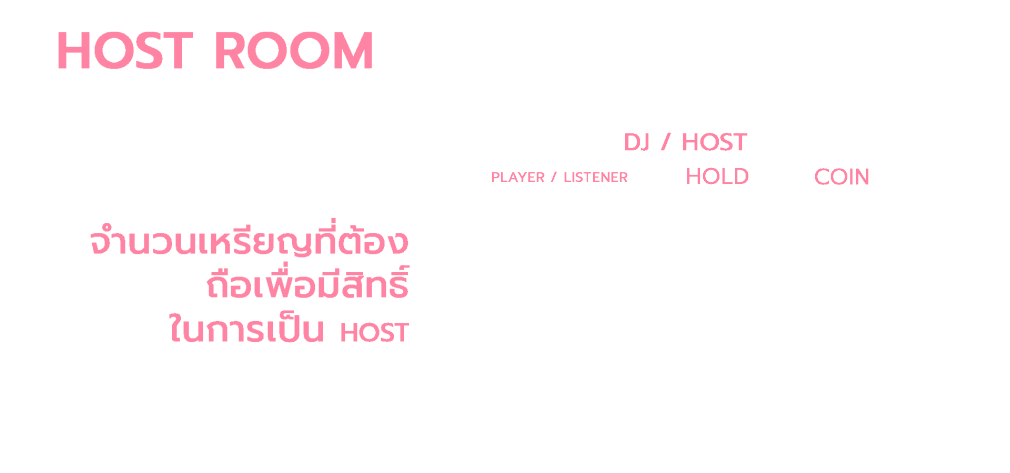 HOST ROOM
DJ / HOST
PLAYER / LISTENER HOLD COIN
จำนวนเหรียญที่ต้อง
ถือเพื่อมีสิทธิ์
ในการเป็น HOST